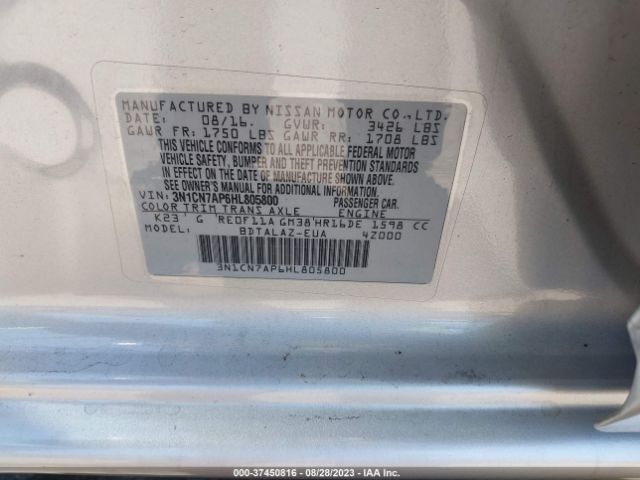 MANUFACTURED BY NISSAN MOTOR CO.,LTD.
DATE: 08/16. GVWR: 3426 LBS
GAWR FR: 1750 LBS GAWR RR: 1708 LBS
THIS VEHICLE CONFORMS TO ALL APPLICABLE FEDERAL MOTOR
VEHICLE SAFETY, BUMPER AND THEFT PREVENTION STANDARDS
IN EFFECT ON THE DATE OF MANUFACTURE SHOWN ABOVE.
SEE OWNER'S MANUAL FOR ADDITIONAL INFORMATION.
VIN: 3N1CN7AP6HL805800 PASSENGER CAR.
COLOR TRIM TRANS AXLE ENGINE
K23 G RE0F11A GM38 HR16DE 1598 CC
MODEL: BDTALAZ-EUA 4Z000
3N1CN7AP6HL805800
000-37450816 - 08/28/2023 - IAA Inc.